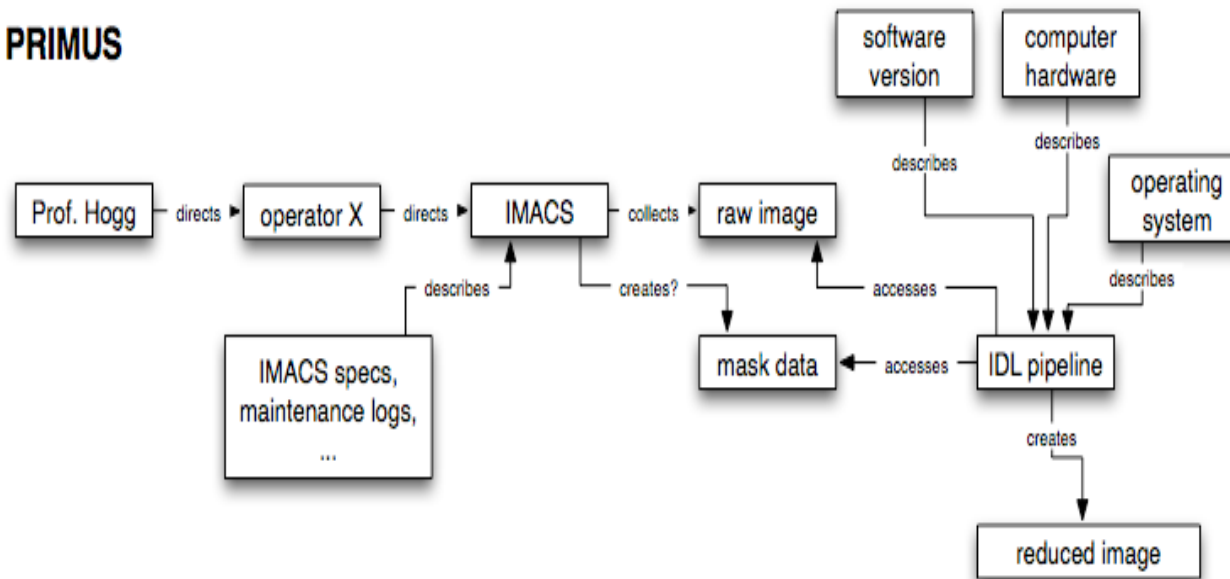 PRIMUS
software
version
computer
hardware
describes
describes
operating
system
describes
Prof. Hogg
directs
operator X
directs
IMACS
collects
raw image
describes
creates?
accesses
IMACS specs,
maintenance logs,
...
mask data
accesses
IDL pipeline
creates
reduced image